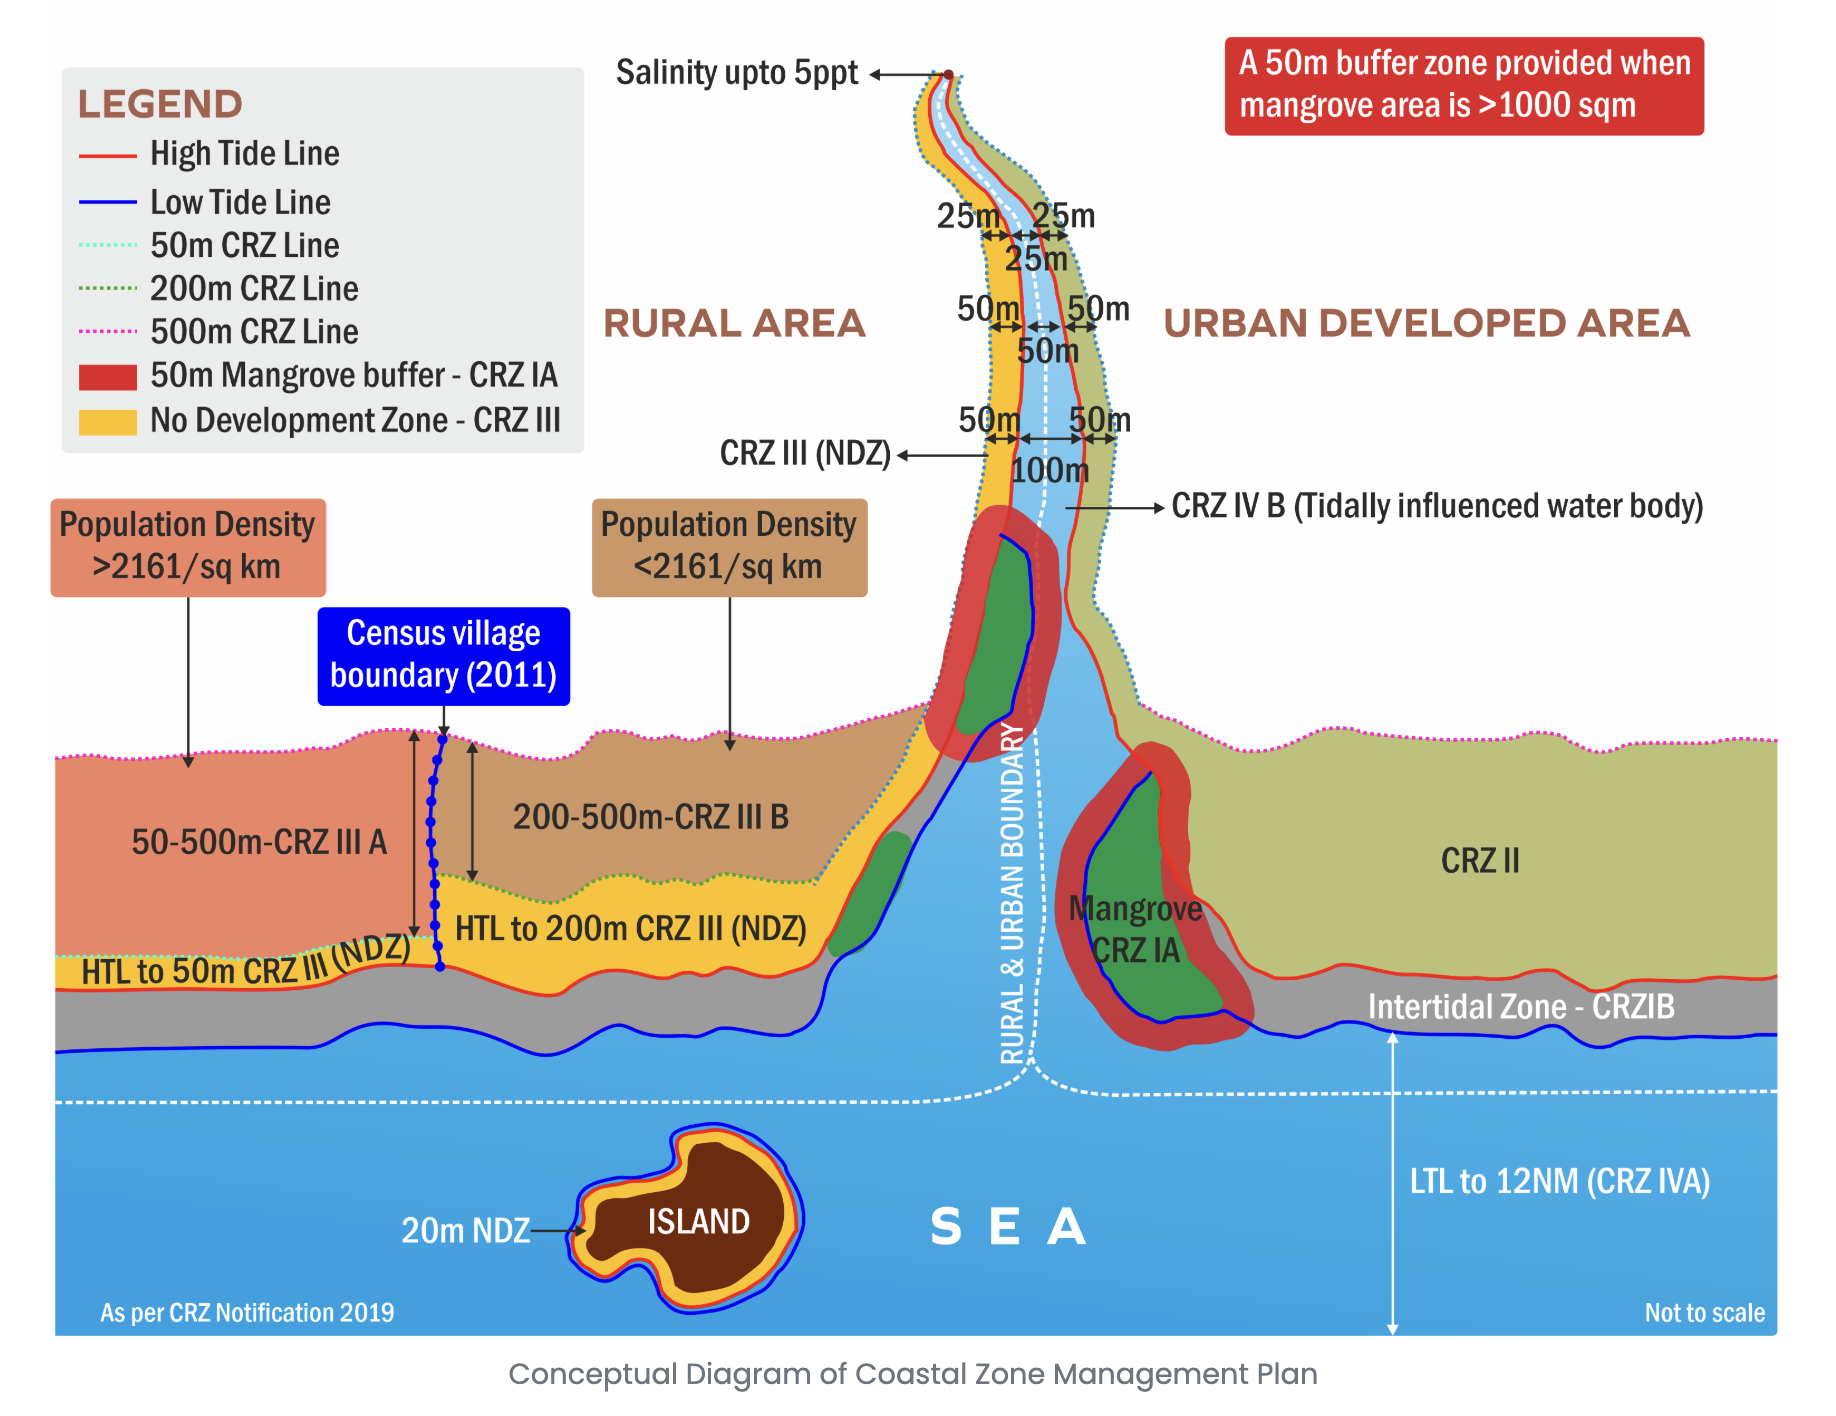 Salinity upto 5ppt
A 50m buffer zone provided when
mangrove area is >1000 sqm
LEGEND
High Tide Line
Low Tide Line
50m CRZ Line
200m CRZ Line
500m CRZ Line
50m Mangrove buffer - CRZ IA
No Development Zone - CRZ III
25m
25m
25m
RURAL AREA
URBAN DEVELOPED AREA
50m
50m
50m
50m
50m
100m
CRZ III (NDZ)
CRZ IV B (Tidally influenced water body)
Population Density
>2161/sq km
Population Density
<2161/sq km
Census village
boundary (2011)
50-500m-CRZ III A
200-500m-CRZ III B
HTL to 50m CRZ III (NDZ)
HTL to 200m CRZ III (NDZ)
RURAL & URBAN BOUNDARY
Mangrove
CRZ IA
CRZ II
Intertidal Zone - CRZIB
LTL to 12NM (CRZ IVA)
20m NDZ
ISLAND
SEA
As per CRZ Notification 2019
Not to scale
Conceptual Diagram of Coastal Zone Management Plan